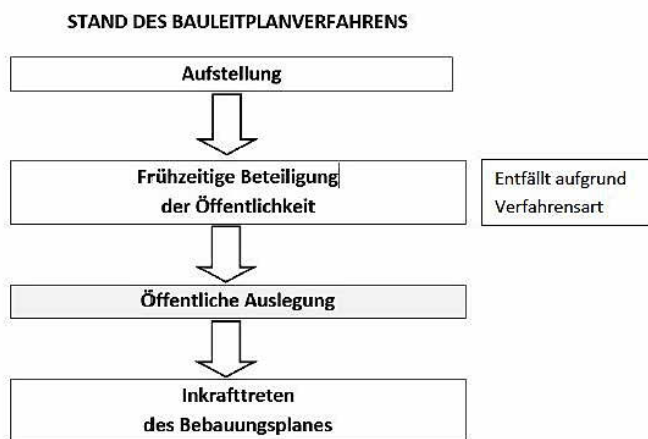 STAND DES BAULEITPLANVERFAHRENS
Aufstellung
Frühzeitige Beteiligung
der Öffentlichkeit
Entfällt aufgrund
Verfahrensart
Öffentliche Auslegung
Inkrafttreten
des Bebauungsplanes